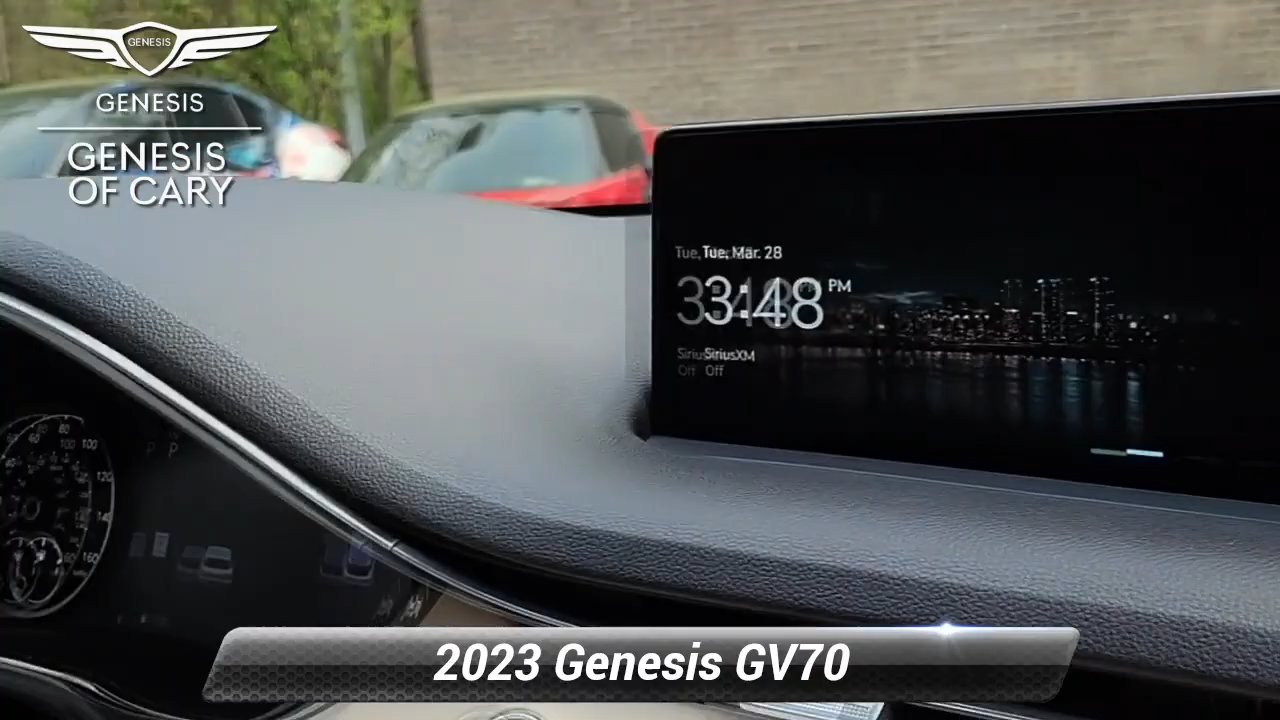 GENESIS
GENESIS
GENESIS
OF CARY
Tue, Mar. 28
3:48 PM
SiriusXM
Off
P
2023 Genesis GV70